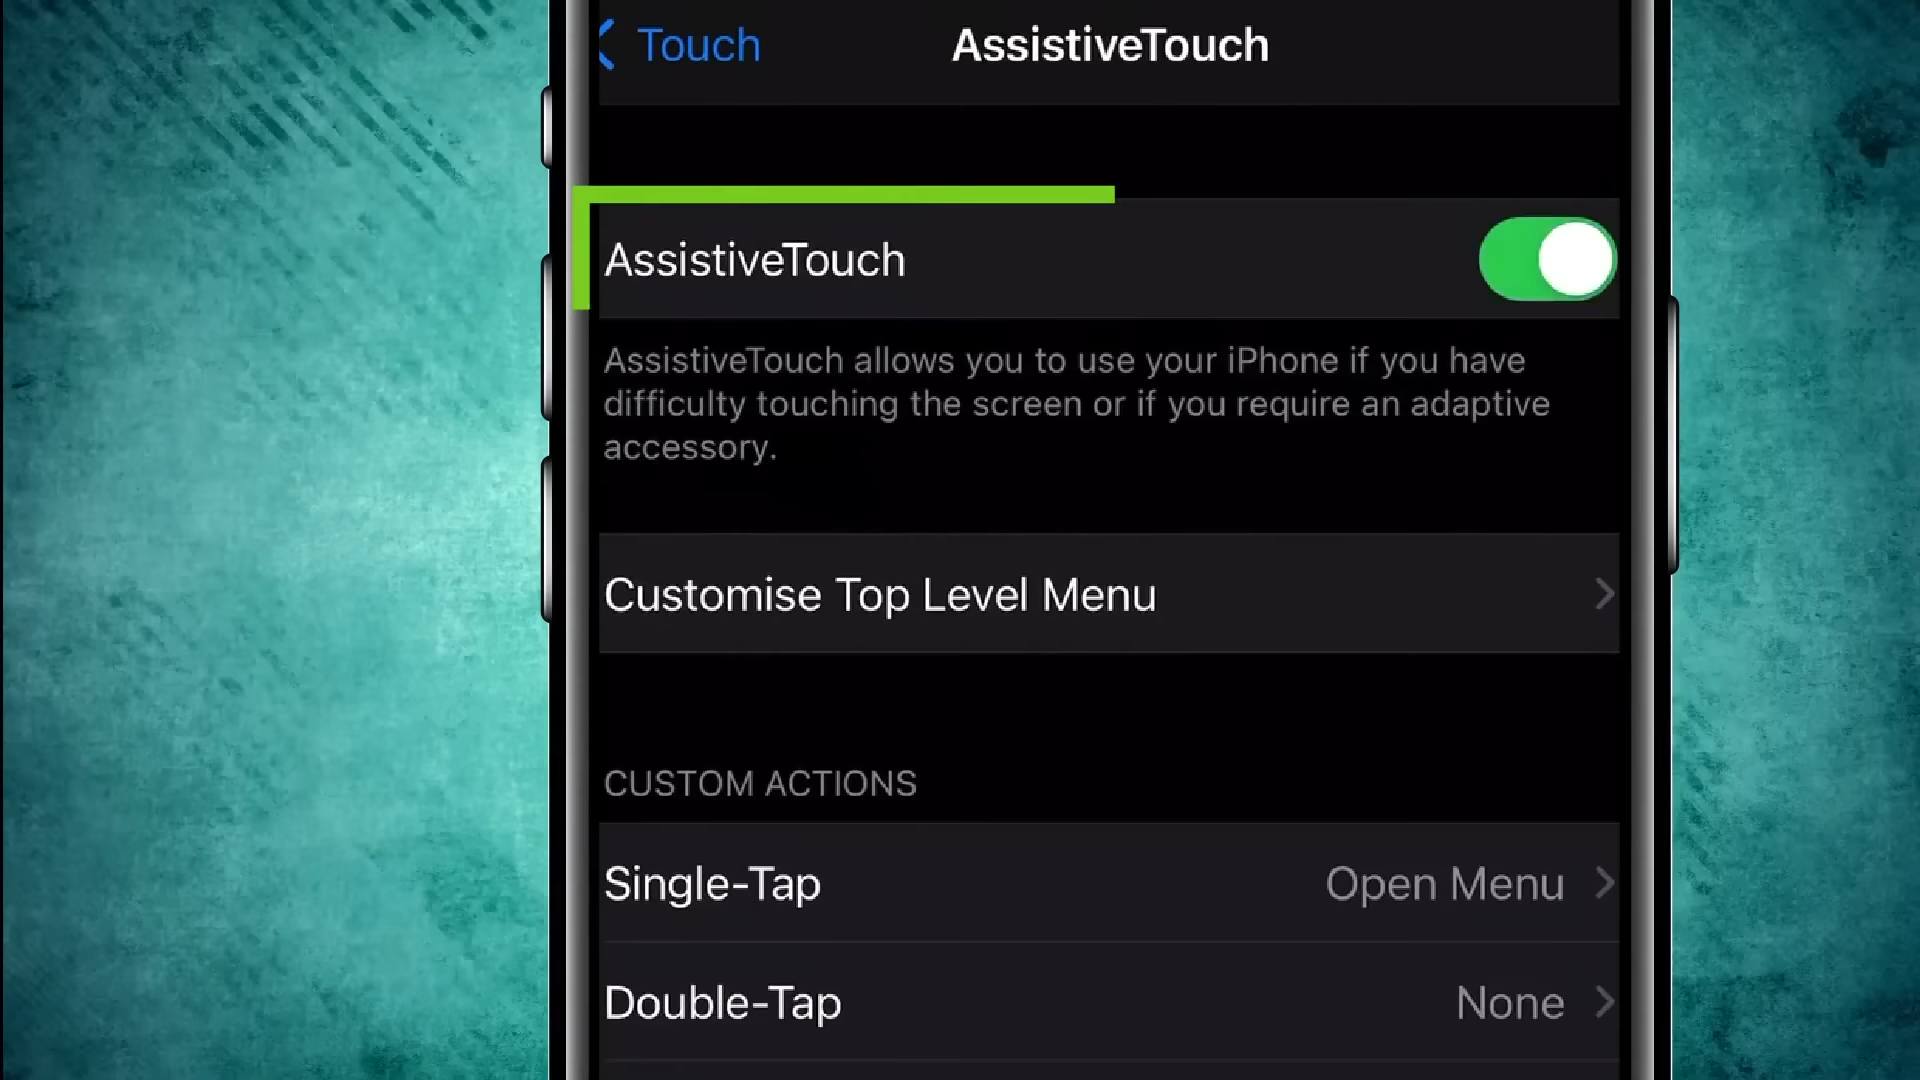 Touch
AssistiveTouch
AssistiveTouch
AssistiveTouch allows you to use your iPhone if you have
difficulty touching the screen or if you require an adaptive
accessory.
Customise Top Level Menu
CUSTOM ACTIONS
Single-Tap Open Menu
Double-Tap None